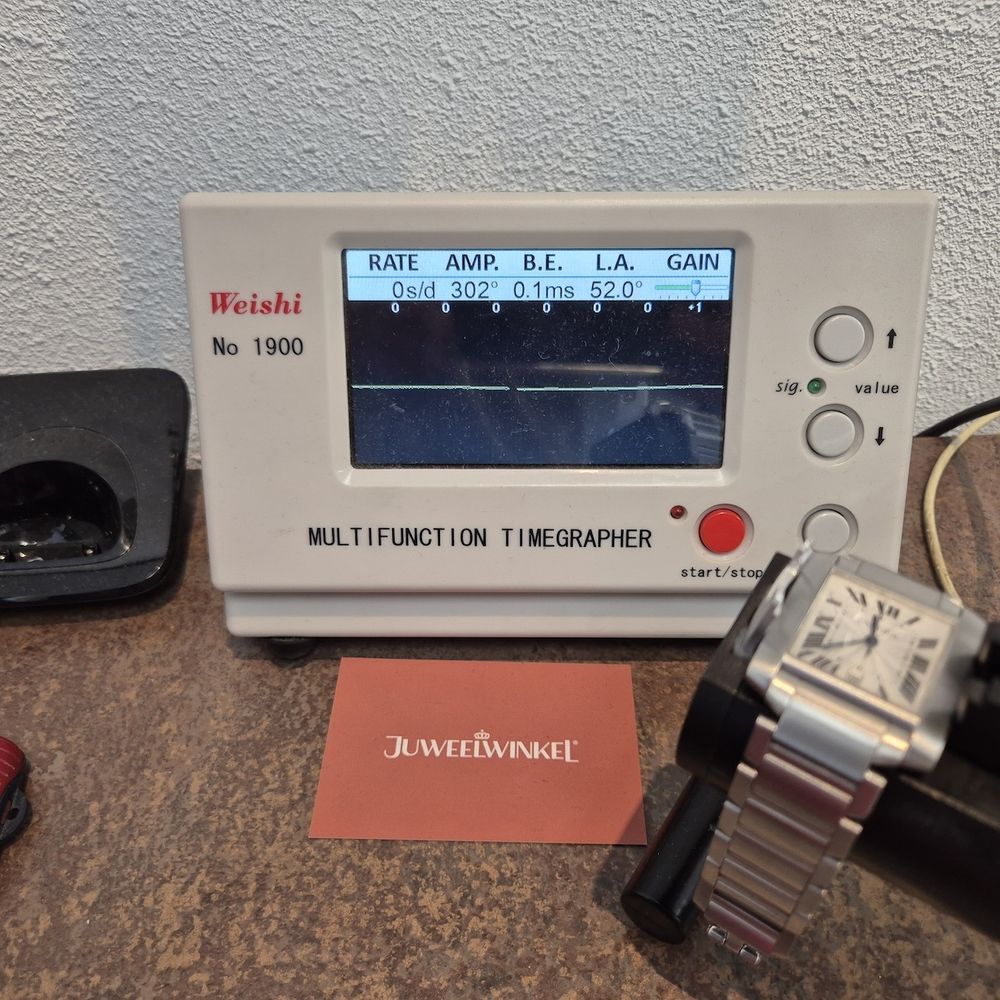 RATE AMP. B.E. L.A. GAIN
0s/d 302° 0.1ms 52.0°
0 0 0 0 0 0 +1
Weishi
No 1900
sig. value
MULTIFUNCTION TIMEGRAPHER
start/stop
JUWEELWINKEL